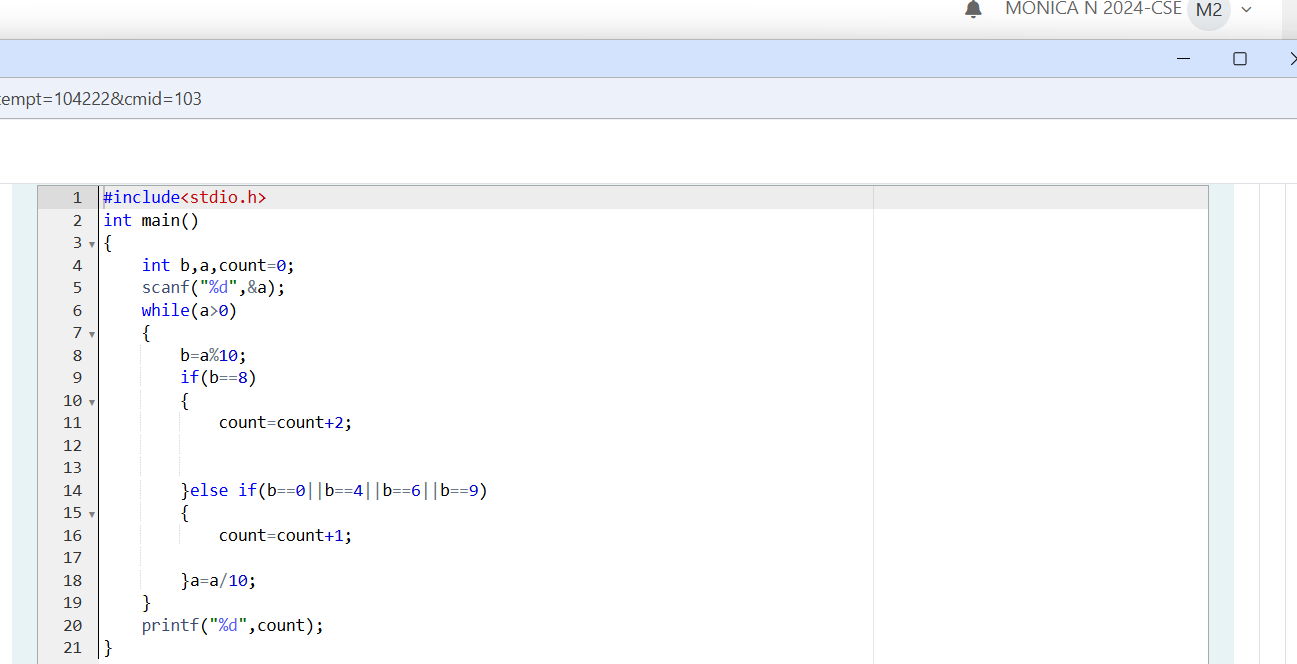 MONICA N 2024-CSE M2
empt=104222&cmid=103
1 #include<stdio.h>
2 int main()
3 {
4 int b,a,count=0;
5 scanf("%d",&a);
6 while(a>0)
7 {
8 b=a%10;
9 if(b==8)
10 {
11 count=count+2;
12
13
14 }else if(b==0||b==4||b==6||b==9)
15 {
16 count=count+1;
17
18 }a=a/10;
19 }
20 printf("%d",count);
21 }